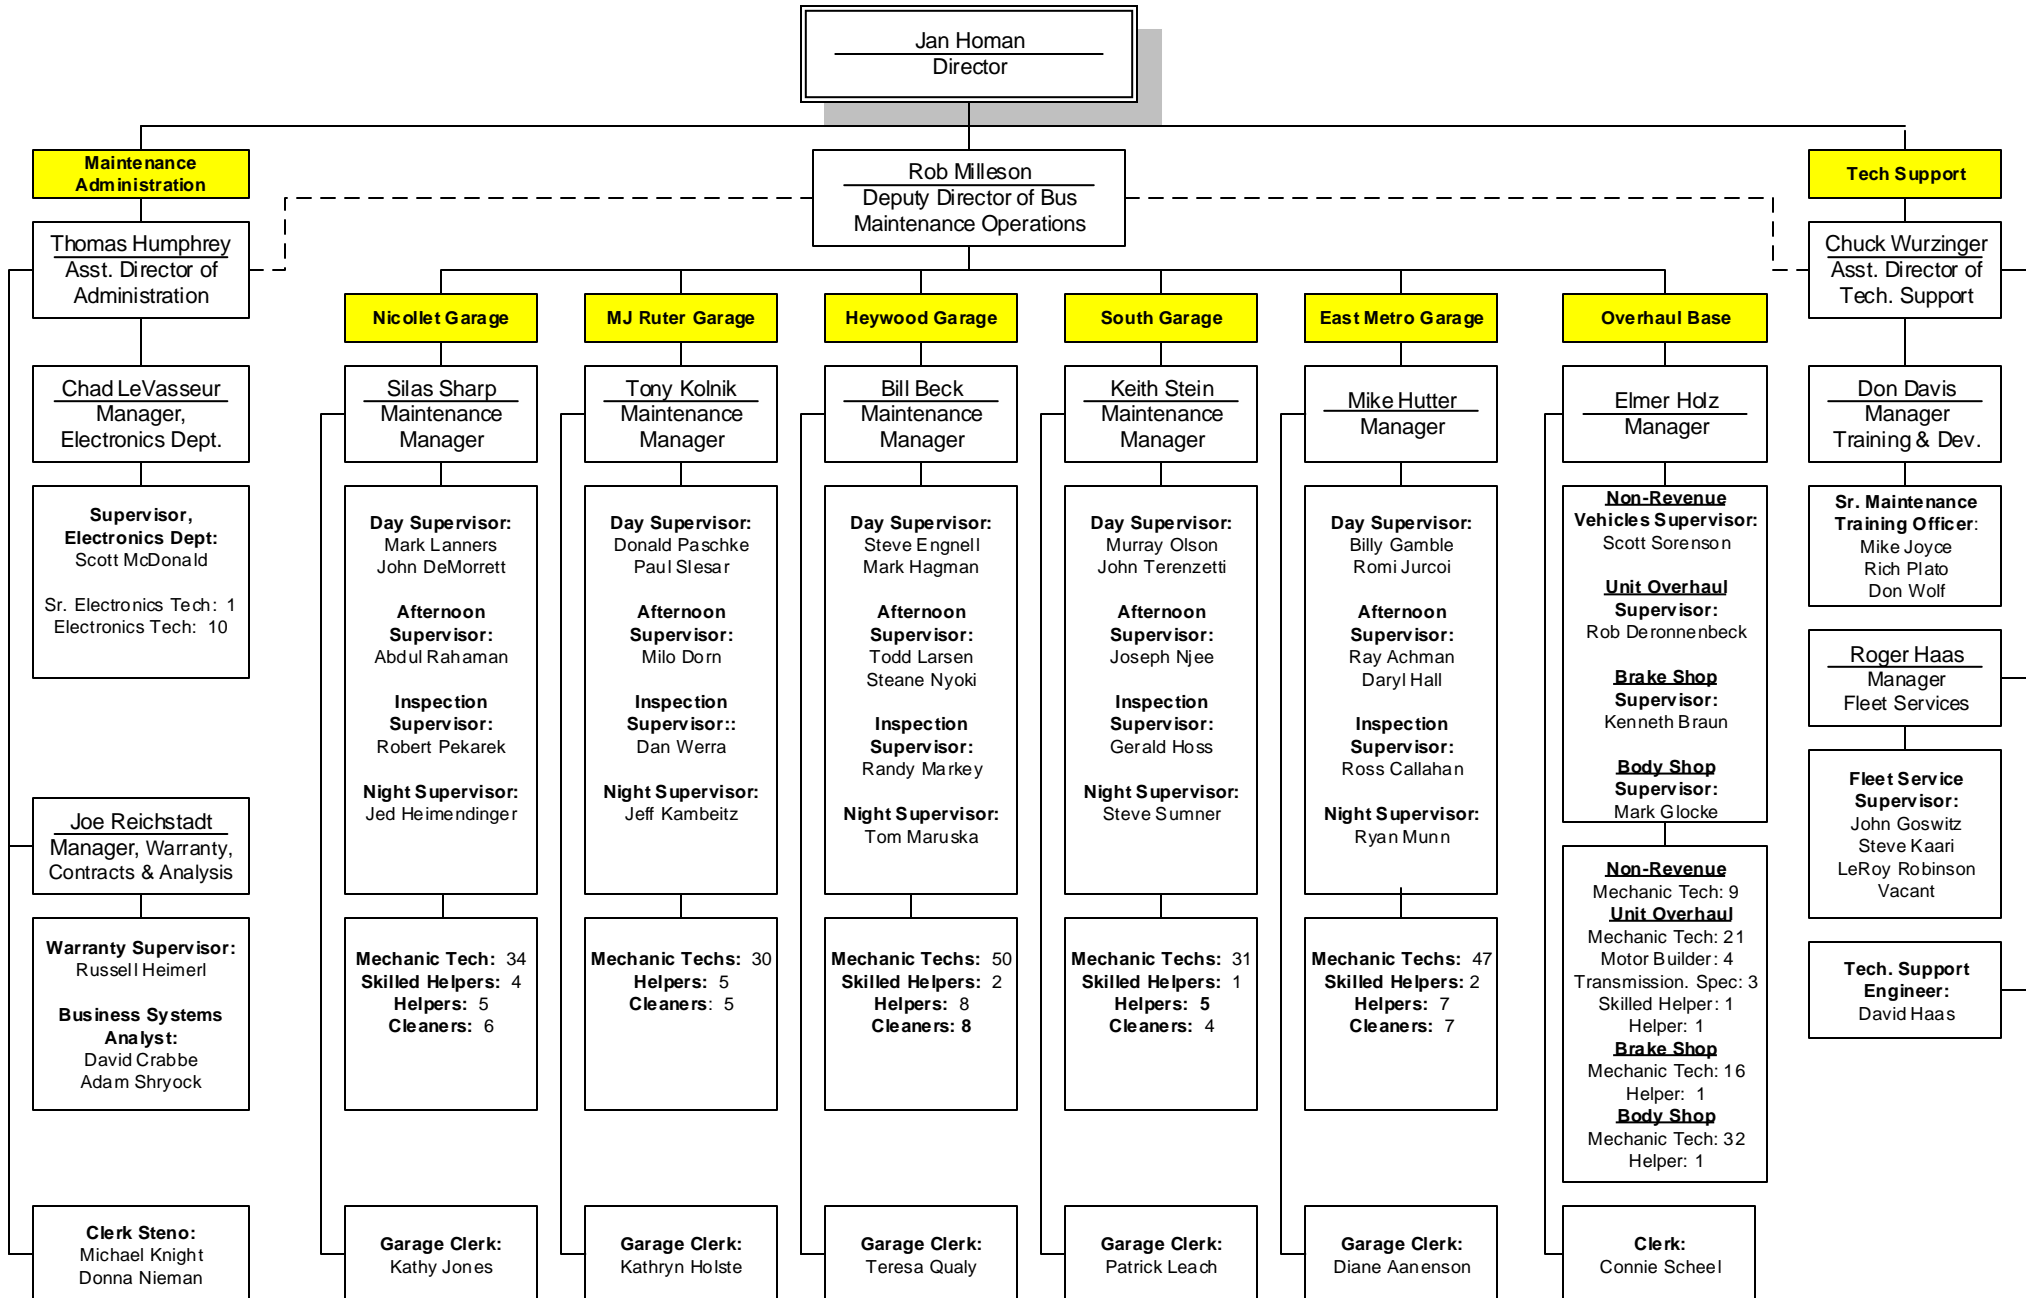 Jan Homan
Director
Maintenance
Administration
Rob Milleson
Deputy Director of Bus
Maintenance Operations
Tech Support
Thomas Humphrey
Asst. Director of
Administration
Chuck Wurzinger
Asst. Director of
Tech. Support
Chad LeVasseur
Manager,
Electronics Dept.
Supervisor,
Electronics Dept:
Scott McDonald
Sr. Electronics Tech: 1
Electronics Tech: 10
Joe Reichstadt
Manager, Warranty,
Contracts & Analysis
Warranty Supervisor:
Russell Heimerl
Business Systems
Analyst:
David Crabbe
Adam Shryock
Clerk Steno:
Michael Knight
Donna Nieman
Nicollet Garage
Silas Sharp
Maintenance
Manager
Day Supervisor:
Mark Lanners
John DeMorrett
Afternoon
Supervisor:
Abdul Rahaman
Inspection
Supervisor:
Robert Pekarek
Night Supervisor:
Jed Heimendinger
Mechanic Tech: 34
Skilled Helpers: 4
Helpers: 5
Cleaners: 6
Garage Clerk:
Kathy Jones
MJ Ruter Garage
Tony Kolnik
Maintenance
Manager
Day Supervisor:
Donald Paschke
Paul Slesar
Afternoon
Supervisor:
Milo Dorn
Inspection
Supervisor::
Dan Werra
Night Supervisor:
Jeff Kambeitz
Mechanic Techs: 30
Helpers: 5
Cleaners: 5
Garage Clerk:
Kathryn Holste
Heywood Garage
Bill Beck
Maintenance
Manager
Day Supervisor:
Steve Engnell
Mark Hagman
Afternoon
Supervisor:
Todd Larsen
Steane Nyoki
Inspection
Supervisor:
Randy Markey
Night Supervisor:
Tom Maruska
Mechanic Techs: 50
Skilled Helpers: 2
Helpers: 8
Cleaners: 8
Garage Clerk:
Teresa Qualy
South Garage
Keith Stein
Maintenance
Manager
Day Supervisor:
Murray Olson
John Terenzetti
Afternoon
Supervisor:
Joseph Njee
Inspection
Supervisor:
Gerald Hoss
Night Supervisor:
Steve Sumner
Mechanic Techs: 31
Skilled Helpers: 1
Helpers: 5
Cleaners: 4
Garage Clerk:
Patrick Leach
East Metro Garage
Mike Hutter
Manager
Day Supervisor:
Billy Gamble
Romi Jurcoi
Afternoon
Supervisor:
Ray Achman
Daryl Hall
Inspection
Supervisor:
Ross Callahan
Night Supervisor:
Ryan Munn
Mechanic Techs: 47
Skilled Helpers: 2
Helpers: 7
Cleaners: 7
Garage Clerk:
Diane Aanenson
Overhaul Base
Elmer Holz
Manager
Non-Revenue
Vehicles Supervisor:
Scott Sorenson
Unit Overhaul
Supervisor:
Rob Deronnenbeck
Brake Shop
Supervisor:
Kenneth Braun
Body Shop
Supervisor:
Mark Glocke
Non-Revenue
Mechanic Tech: 9
Unit Overhaul
Mechanic Tech: 21
Motor Builder: 4
Transmission. Spec: 3
Skilled Helper: 1
Helper: 1
Brake Shop
Mechanic Tech: 16
Helper: 1
Body Shop
Mechanic Tech: 32
Helper: 1
Clerk:
Connie Scheel
Don Davis
Manager
Training & Dev.
Sr. Maintenance
Training Officer:
Mike Joyce
Rich Plato
Don Wolf
Roger Haas
Manager
Fleet Services
Fleet Service
Supervisor:
John Goswitz
Steve Kaari
LeRoy Robinson
Vacant
Tech. Support
Engineer:
David Haas